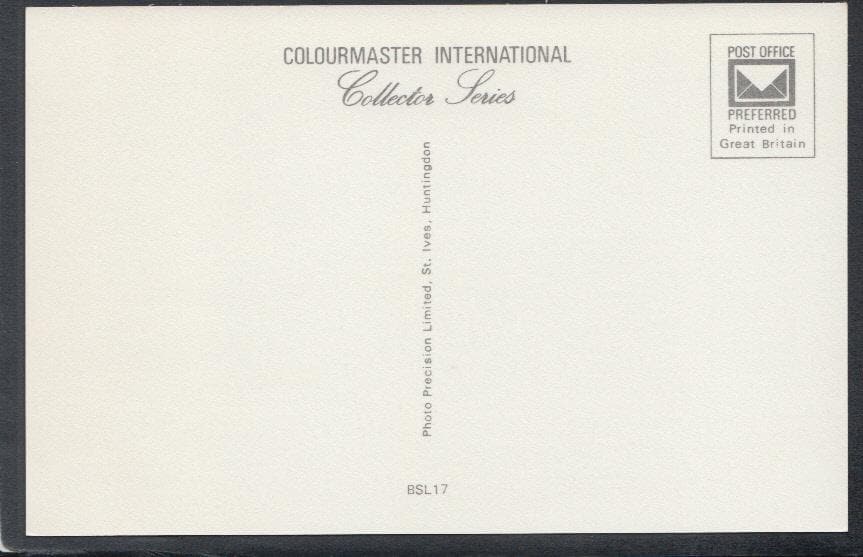 COLOURMASTER INTERNATIONAL
Collector Series
POST OFFICE
PREFERRED
Printed in
Great Britain
Photo Precision Limited, St. Ives, Huntingdon
BSL17